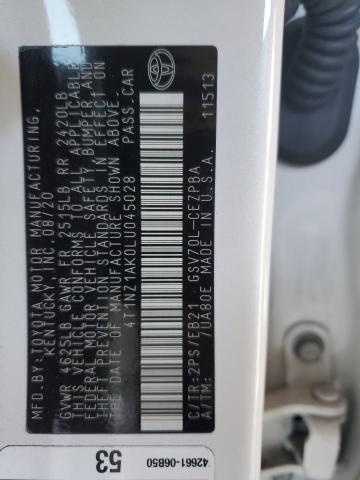 MFD.BY:TOYOTA MOTOR MANUFACTURING,
KENTUCKY, INC. 08/20
GVWR 4625LB GAWR FR 2515LB RR 2420LB
THIS VEHICLE CONFORMS TO ALL APPLICABLE
FEDERAL MOTOR VEHICLE SAFETY, BUMPER,AND
THEFT PREVENTION STANDARDS IN EFFECT ON
THE DATE OF MANUFACTURE SHOWN ABOVE.
4T1NZ1AK0LU045028 PASS.CAR
C/TR:2PS/EB21 GSV70L-CEZPBA
A/TM: 7UA80E MADE IN U.S.A. 11513
53
42661-06B50